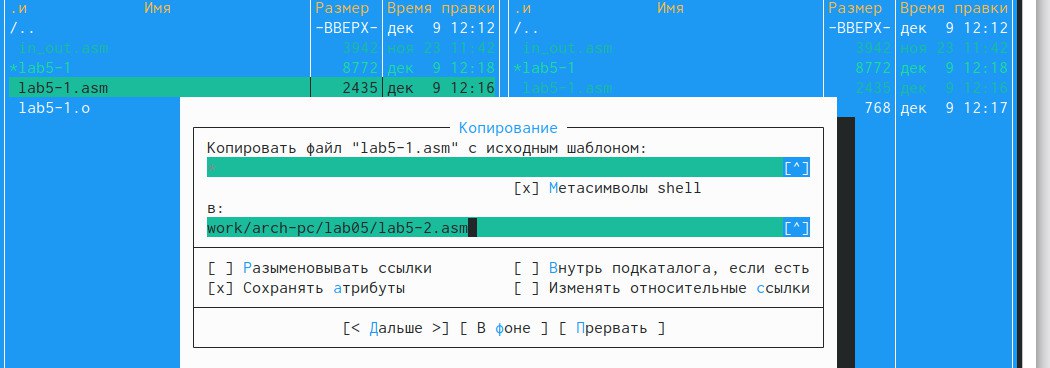 .и Имя Размер Время правки .и Имя Размер Время правки
/.. -ВВЕРХ- дек 9 12:12 /.. -ВВЕРХ- дек 9 12:12
in_out.asm 3942 ноя 23 11:42 in_out.asm 3942 ноя 23 11:42
*lab5-1 8772 дек 9 12:18 *lab5-1 8772 дек 9 12:18
lab5-1.asm 2435 дек 9 12:16 lab5-1.asm 2435 дек 9 12:16
lab5-1.o 768 дек 9 12:17
Копирование
Копировать файл "lab5-1.asm" с исходным шаблоном:
[^]
[x] Метасимволы shell
в:
work/arch-pc/lab05/lab5-2.asm [^]
[ ] Разыменовывать ссылки [ ] Внутрь подкаталога, если есть
[x] Сохранять атрибуты [ ] Изменять относительные ссылки
[< Дальше >] [ В фоне ] [ Прервать ]